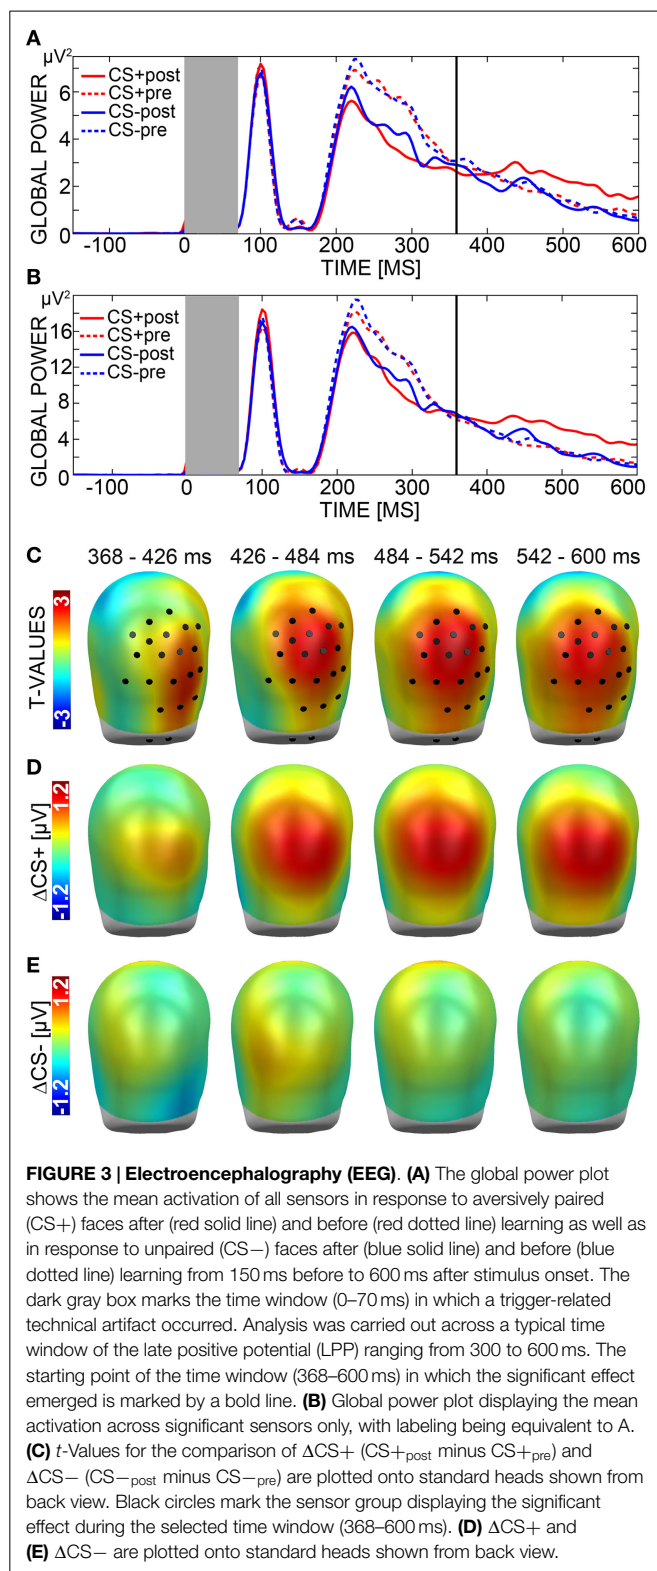 A
µV²
CS+post
CS+pre
CS-post
CS-pre
GLOBAL POWER
6
4
2
0
-100 0 100 200 300 400 500 600
TIME [MS]
B
µV²
CS+post
CS+pre
CS-post
CS-pre
GLOBAL POWER
16
12
8
4
0
-100 0 100 200 300 400 500 600
TIME [MS]
C 368 - 426 ms 426 - 484 ms 484 - 542 ms 542 - 600 ms
T-VALUES
3
-3
D
ΔCS+ [µV]
1.2
-1.2
E
ΔCS- [µV]
1.2
-1.2
FIGURE 3 | Electroencephalography (EEG). (A) The global power plot
shows the mean activation of all sensors in response to aversively paired
(CS+) faces after (red solid line) and before (red dotted line) learning as well as
in response to unpaired (CS−) faces after (blue solid line) and before (blue
dotted line) learning from 150 ms before to 600 ms after stimulus onset. The
dark gray box marks the time window (0–70 ms) in which a trigger-related
technical artifact occurred. Analysis was carried out across a typical time
window of the late positive potential (LPP) ranging from 300 to 600 ms. The
starting point of the time window (368–600 ms) in which the significant effect
emerged is marked by a bold line. (B) Global power plot displaying the mean
activation across significant sensors only, with labeling being equivalent to A.
(C) t-Values for the comparison of ΔCS+ (CS+post minus CS+pre) and
ΔCS− (CS−post minus CS−pre) are plotted onto standard heads shown from
back view. Black circles mark the sensor group displaying the significant
effect during the selected time window (368–600 ms). (D) ΔCS+ and
(E) ΔCS− are plotted onto standard heads shown from back view.